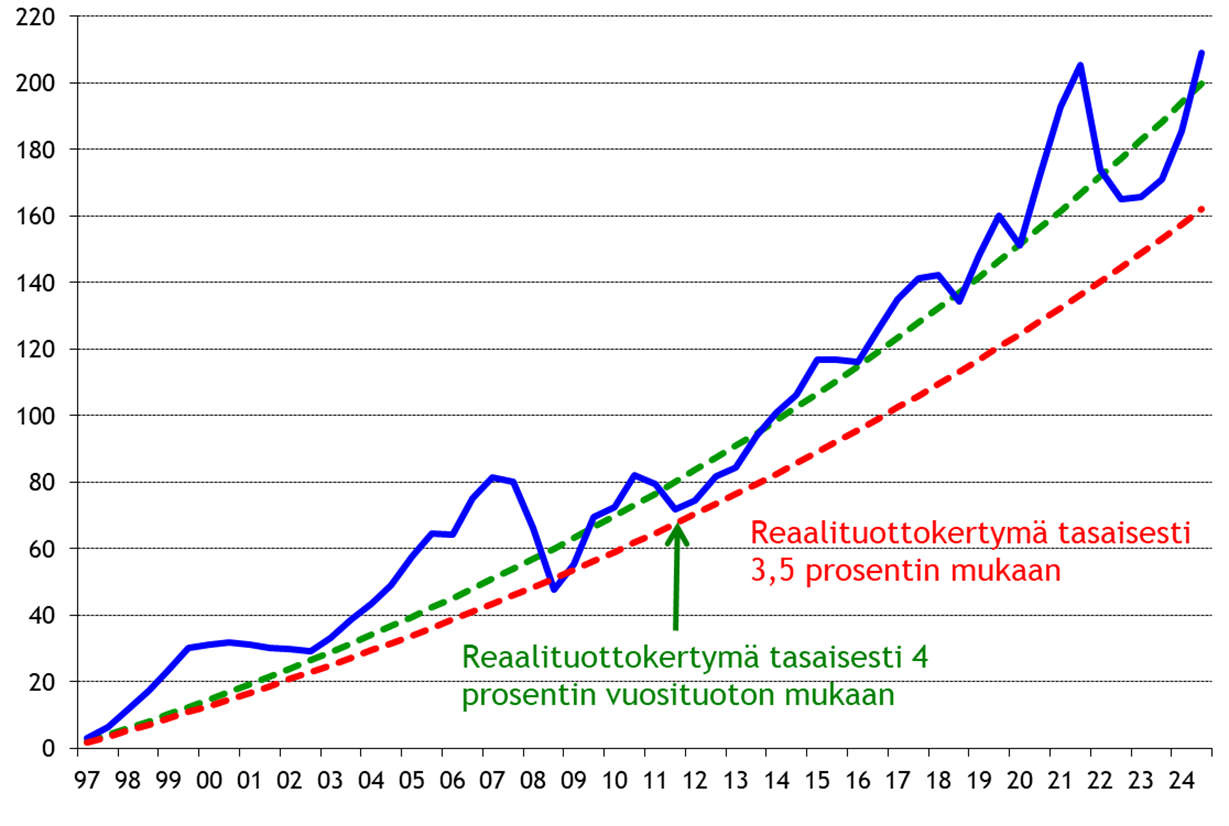 220
200
180
160
140
120
100
80
60
40
20
0
Reaalituottokertymä tasaisesti
3,5 prosentin mukaan
Reaalituottokertymä tasaisesti 4
prosentin vuosituoton mukaan
97 98 99 00 01 02 03 04 05 06 07 08 09 10 11 12 13 14 15 16 17 18 19 20 21 22 23 24